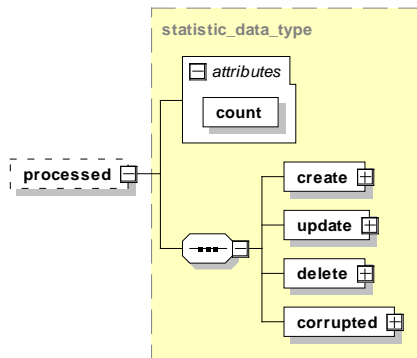 statistic_data_type
attributes
count
processed
create
update
delete
corrupted